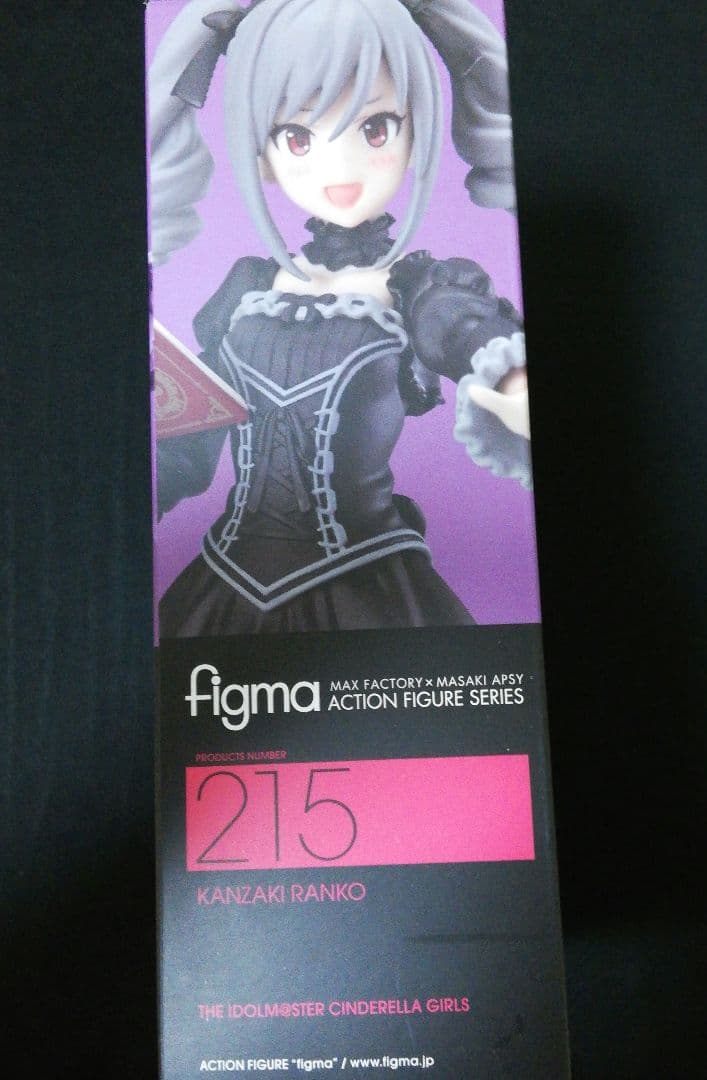 figma MAX FACTORY × MASAKI APSY
ACTION FIGURE SERIES
PRODUCTS NUMBER
215
KANZAKI RANKO
THE IDOLM@STER CINDERELLA GIRLS
ACTION FIGURE "figma" / www.figma.jp